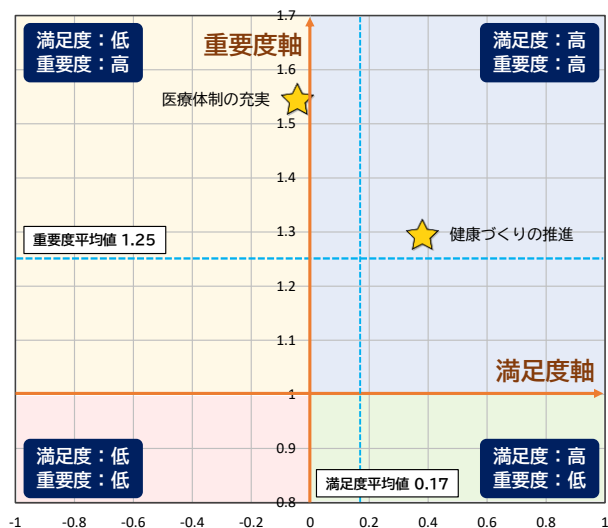 1.7
満足度：低
重要度：高
重要度軸
満足度：高
重要度：高
1.6
医療体制の充実
1.5
1.4
1.3
健康づくりの推進
重要度平均値 1.25
1.2
1.1
満足度軸
1
0.9
満足度：低
重要度：低
満足度：高
重要度：低
満足度平均値 0.17
0.8
-1 -0.8 -0.6 -0.4 -0.2 0 0.2 0.4 0.6 0.8